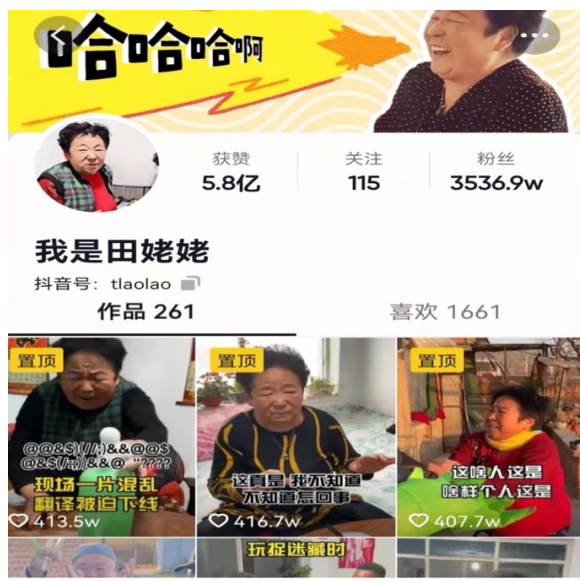 哈哈哈哈啊
获赞
关注
粉丝
5.8亿
115
3536.9w
我是田姥姥
抖音号：tlaolao
作品 261
喜欢 1661
置顶
置顶
置顶
@@&$)(//;)&&@@$
@&$(/;;))&&@“????
现场一片混乱
翻译被迫下线
413.5w
这真是 我不知道
不知道怎回事
416.7w
这啥人这是
啥样个人这是
407.7w
玩捉迷藏时